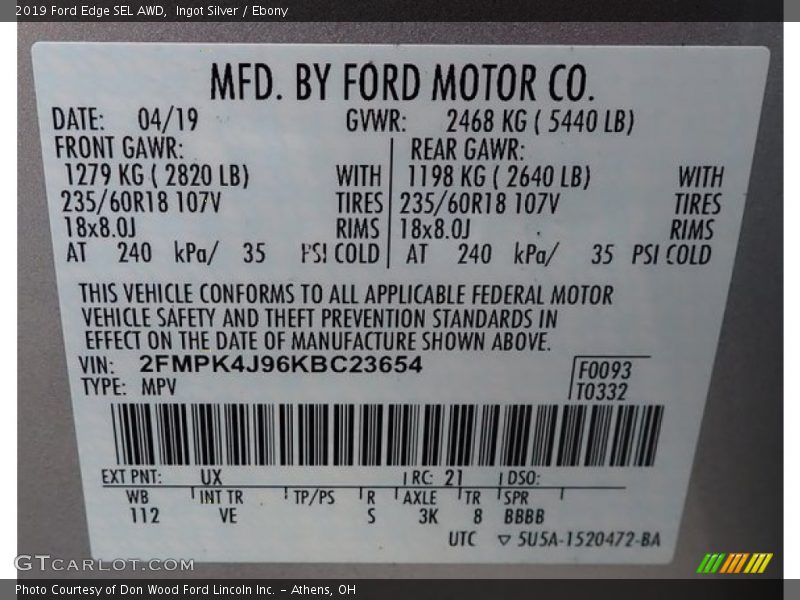 2019 Ford Edge SEL AWD,  Ingot Silver / Ebony
MFD. BY FORD MOTOR CO.
DATE: 04/19 GVWR: 2468 KG ( 5440 LB)
FRONT GAWR: REAR GAWR:
1279 KG ( 2820 LB) WITH 1198 KG ( 2640 LB) WITH
235/60R18 107V TIRES 235/60R18 107V TIRES
18x8.0J RIMS 18x8.0J RIMS
AT 240 kPa/ 35 PSI COLD AT 240 kPa/ 35 PSI COLD
THIS VEHICLE CONFORMS TO ALL APPLICABLE FEDERAL MOTOR
VEHICLE SAFETY AND THEFT PREVENTION STANDARDS IN
EFFECT ON THE DATE OF MANUFACTURE SHOWN ABOVE.
VIN: 2FMPK4J96KBC23654 F0093
TYPE: MPV T0332
EXT PNT: UX RC: 21 DSO:
WB INT TR TP/PS R AXLE TR SPR
112 VE S 3K 8 BBBB
UTC ▽ 5U5A-1520472-BA
GTCARLOT.COM
Photo Courtesy of Don Wood Ford Lincoln Inc. - Athens, OH